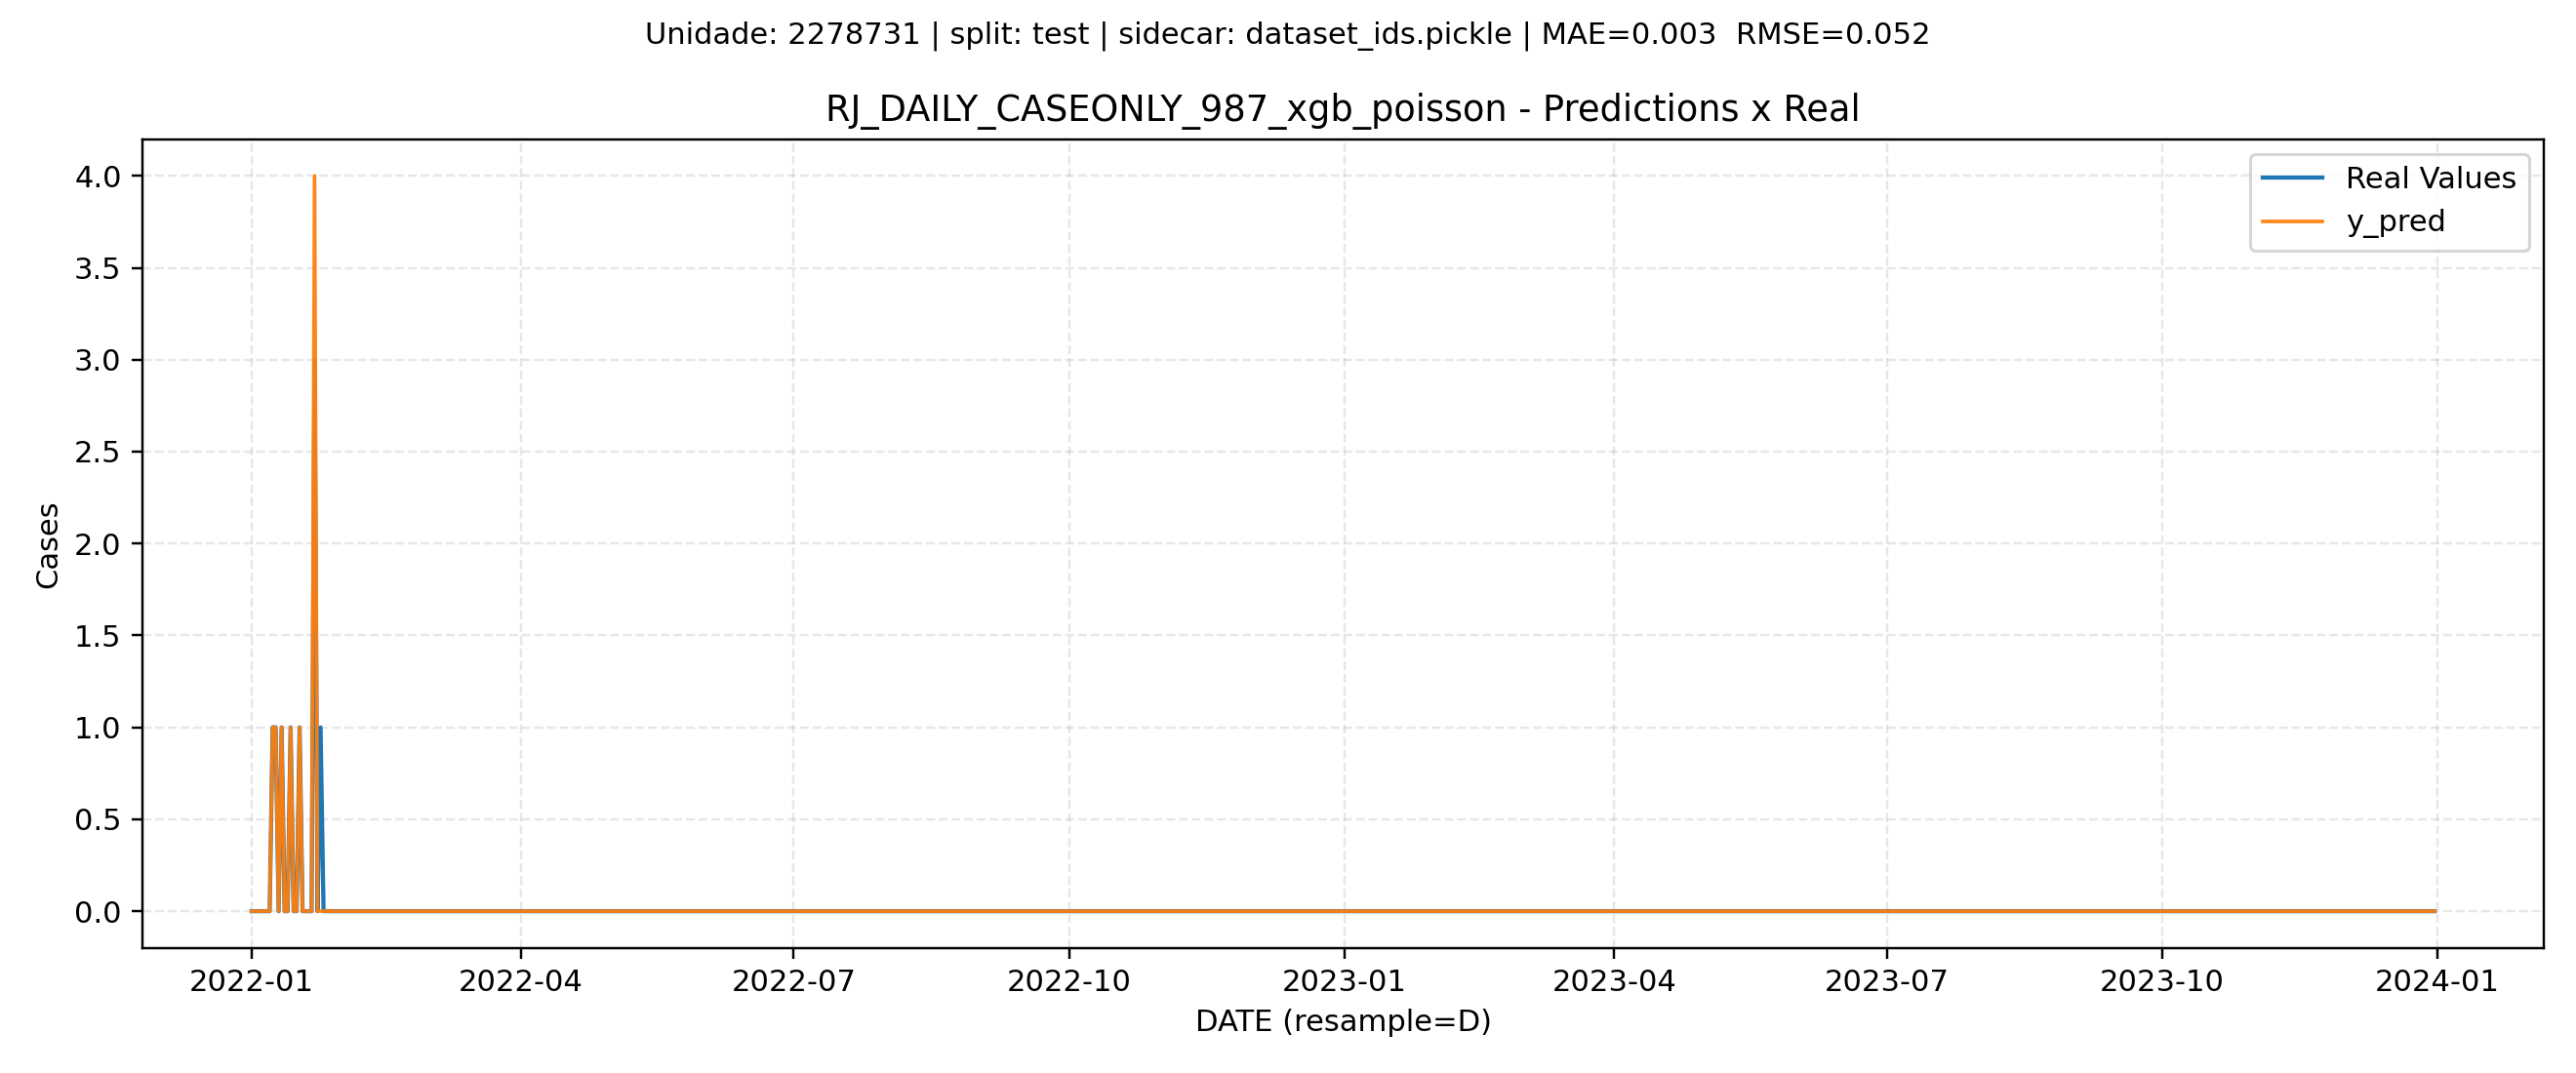 Unidade: 2278731 | split: test | sidecar: dataset_ids.pickle | MAE=0.003  RMSE=0.052
RJ_DAILY_CASEONLY_987_xgb_poisson - Predictions x Real
Real Values
y_pred
4.0
3.5
3.0
2.5
2.0
1.5
1.0
0.5
0.0
Cases
2022-01 2022-04 2022-07 2022-10 2023-01 2023-04 2023-07 2023-10 2024-01
DATE (resample=D)